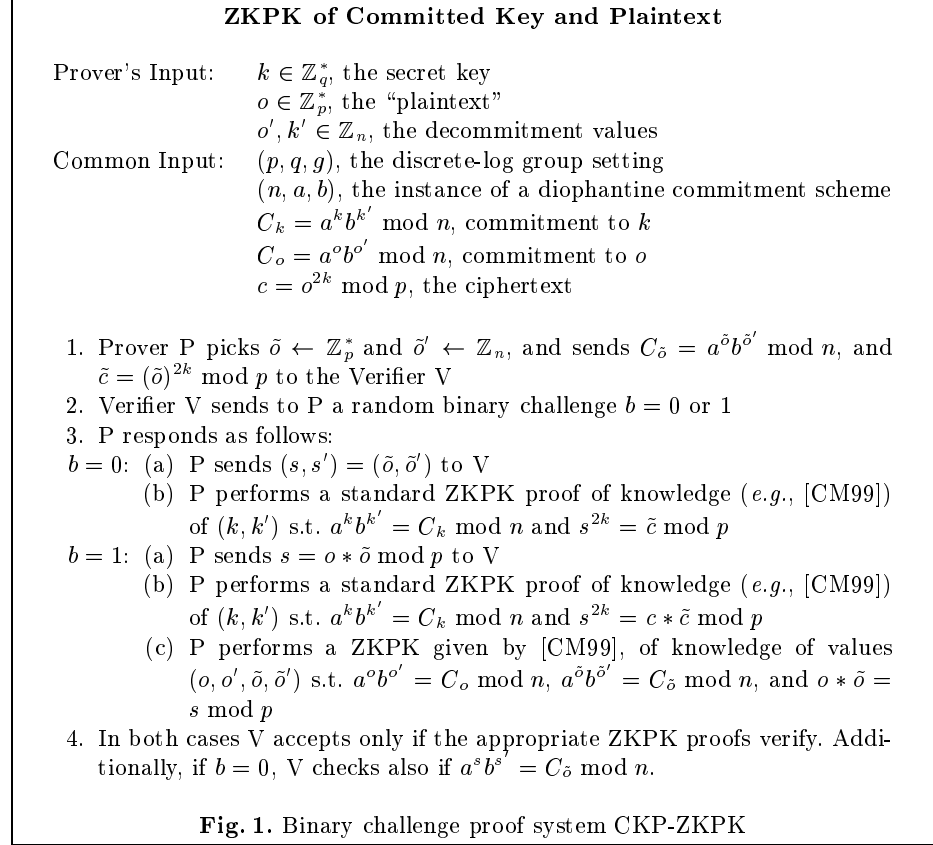 ZKPK of Committed Key and Plaintext
Prover's Input: k ∈ ℤ*_q, the secret key
o ∈ ℤ*_p, the "plaintext"
o′, k′ ∈ ℤ_n, the decommitment values
Common Input: (p, q, g), the discrete-log group setting
(n, a, b), the instance of a diophantine commitment scheme
C_k = a^k b^{k′} mod n, commitment to k
C_o = a^o b^{o′} mod n, commitment to o
c = o^{2k} mod p, the ciphertext
1. Prover P picks õ ← ℤ*_p and õ′ ← ℤ_n, and sends C_õ = a^õ b^{õ′} mod n, and
c̃ = (õ)^{2k} mod p to the Verifier V
2. Verifier V sends to P a random binary challenge b = 0 or 1
3. P responds as follows:
b = 0: (a) P sends (s, s′) = (õ, õ′) to V
(b) P performs a standard ZKPK proof of knowledge (e.g., [CM99])
of (k, k′) s.t. a^k b^{k′} = C_k mod n and s^{2k} = c̃ mod p
b = 1: (a) P sends s = o ∗ õ mod p to V
(b) P performs a standard ZKPK proof of knowledge (e.g., [CM99])
of (k, k′) s.t. a^k b^{k′} = C_k mod n and s^{2k} = c ∗ c̃ mod p
(c) P performs a ZKPK given by [CM99], of knowledge of values
(o, o′, õ, õ′) s.t. a^o b^{o′} = C_o mod n, a^õ b^{õ′} = C_õ mod n, and o ∗ õ =
s mod p
4. In both cases V accepts only if the appropriate ZKPK proofs verify. Addi-
tionally, if b = 0, V checks also if a^s b^{s′} = C_õ mod n.
Fig. 1. Binary challenge proof system CKP-ZKPK